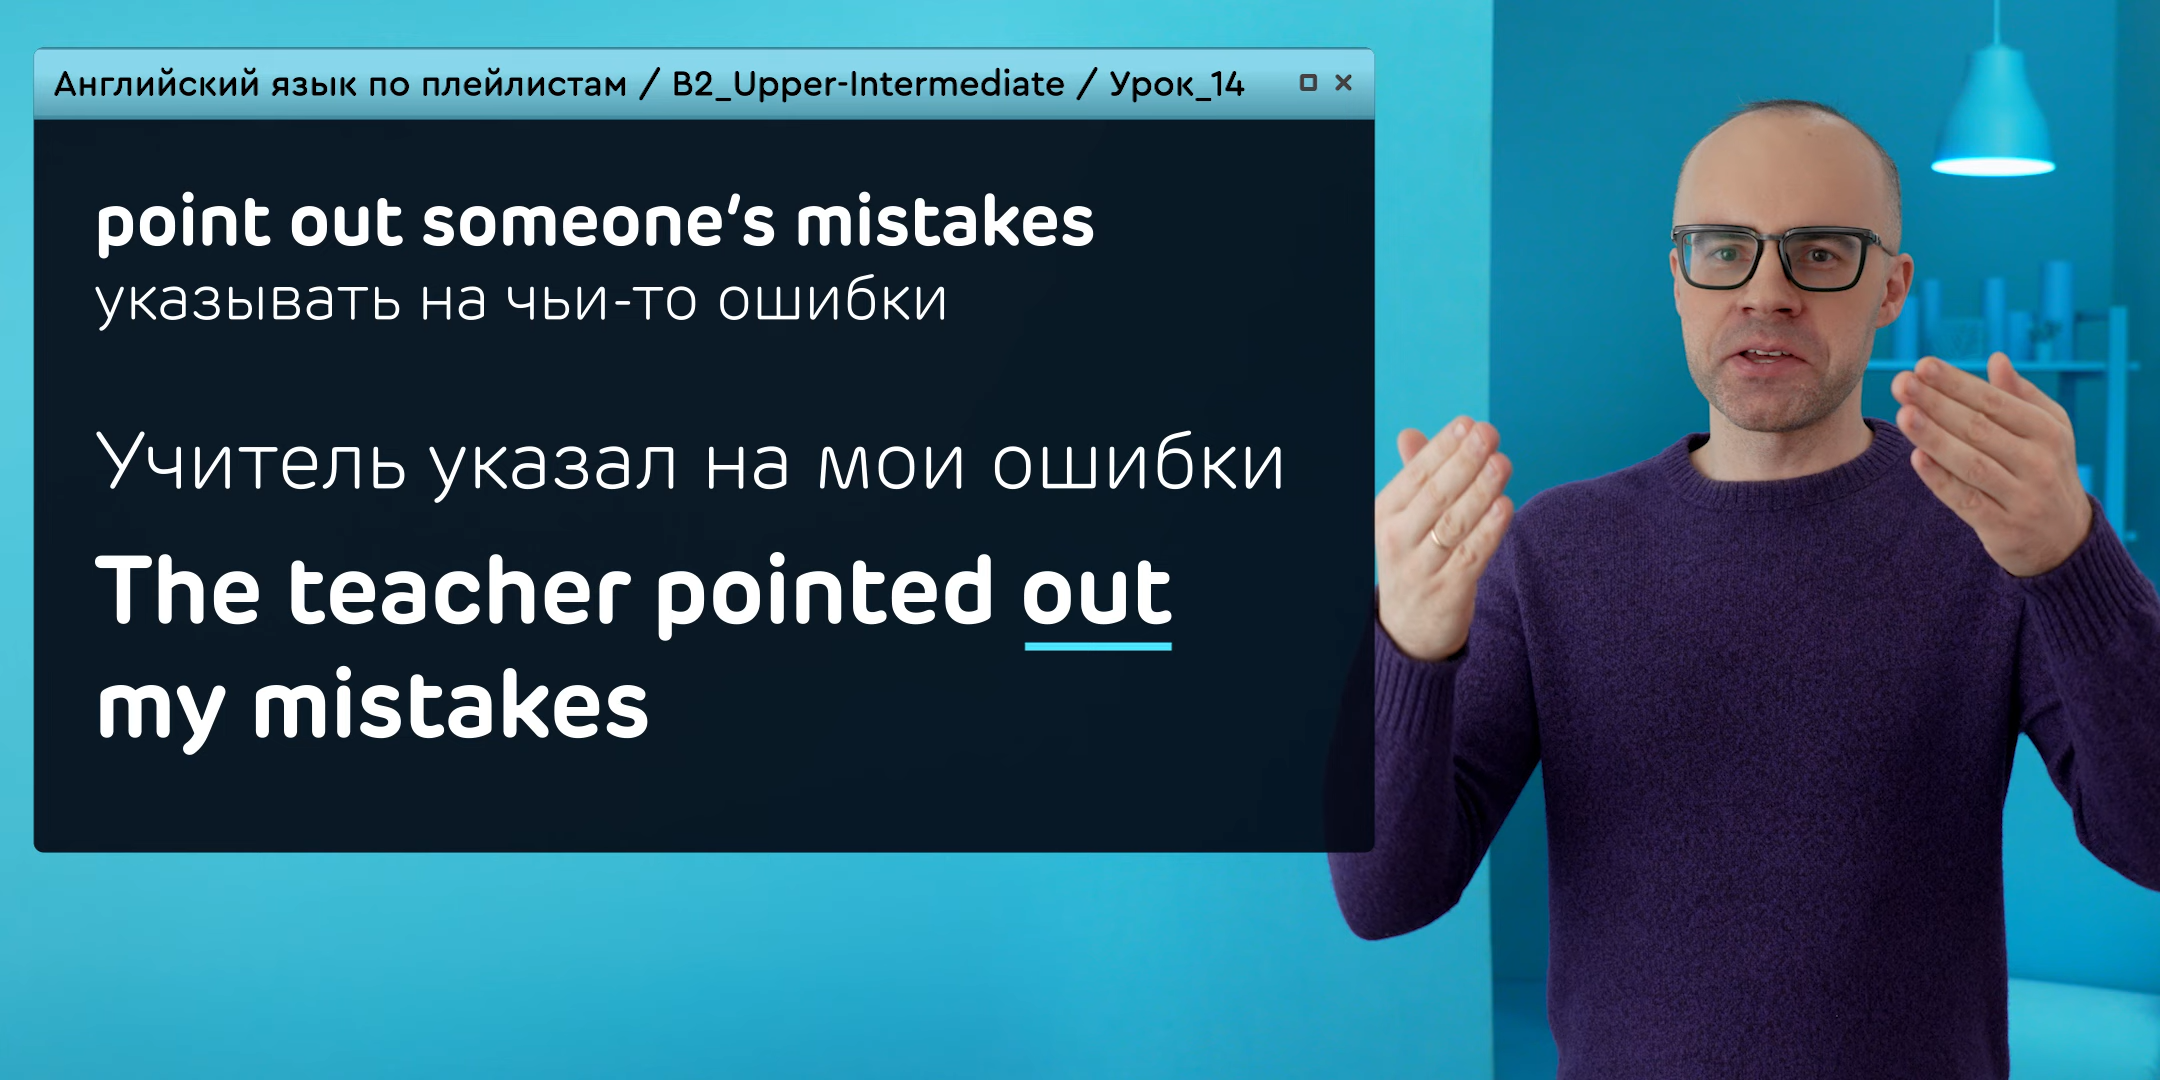 Английский язык по плейлистам / B2_Upper-Intermediate / Урок_14
point out someone's mistakes
указывать на чьи-то ошибки
Учитель указал на мои ошибки
The teacher pointed out
my mistakes